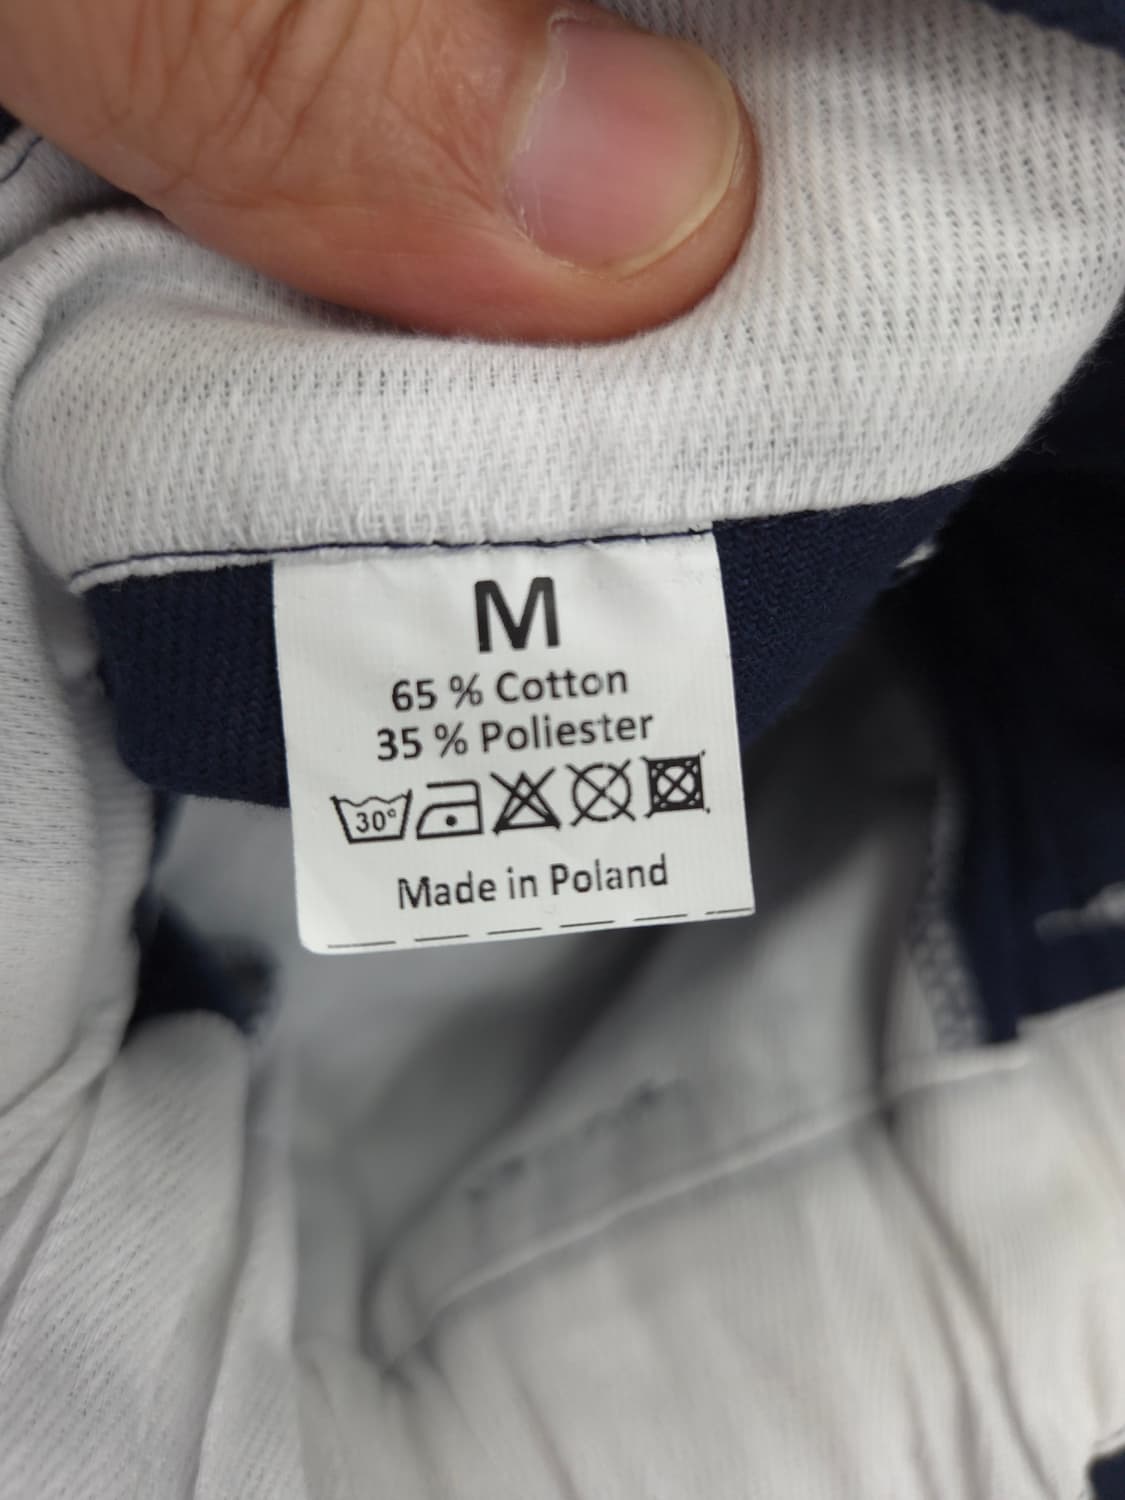 M
65 % Cotton
35 % Poliester
30°
Made in Poland